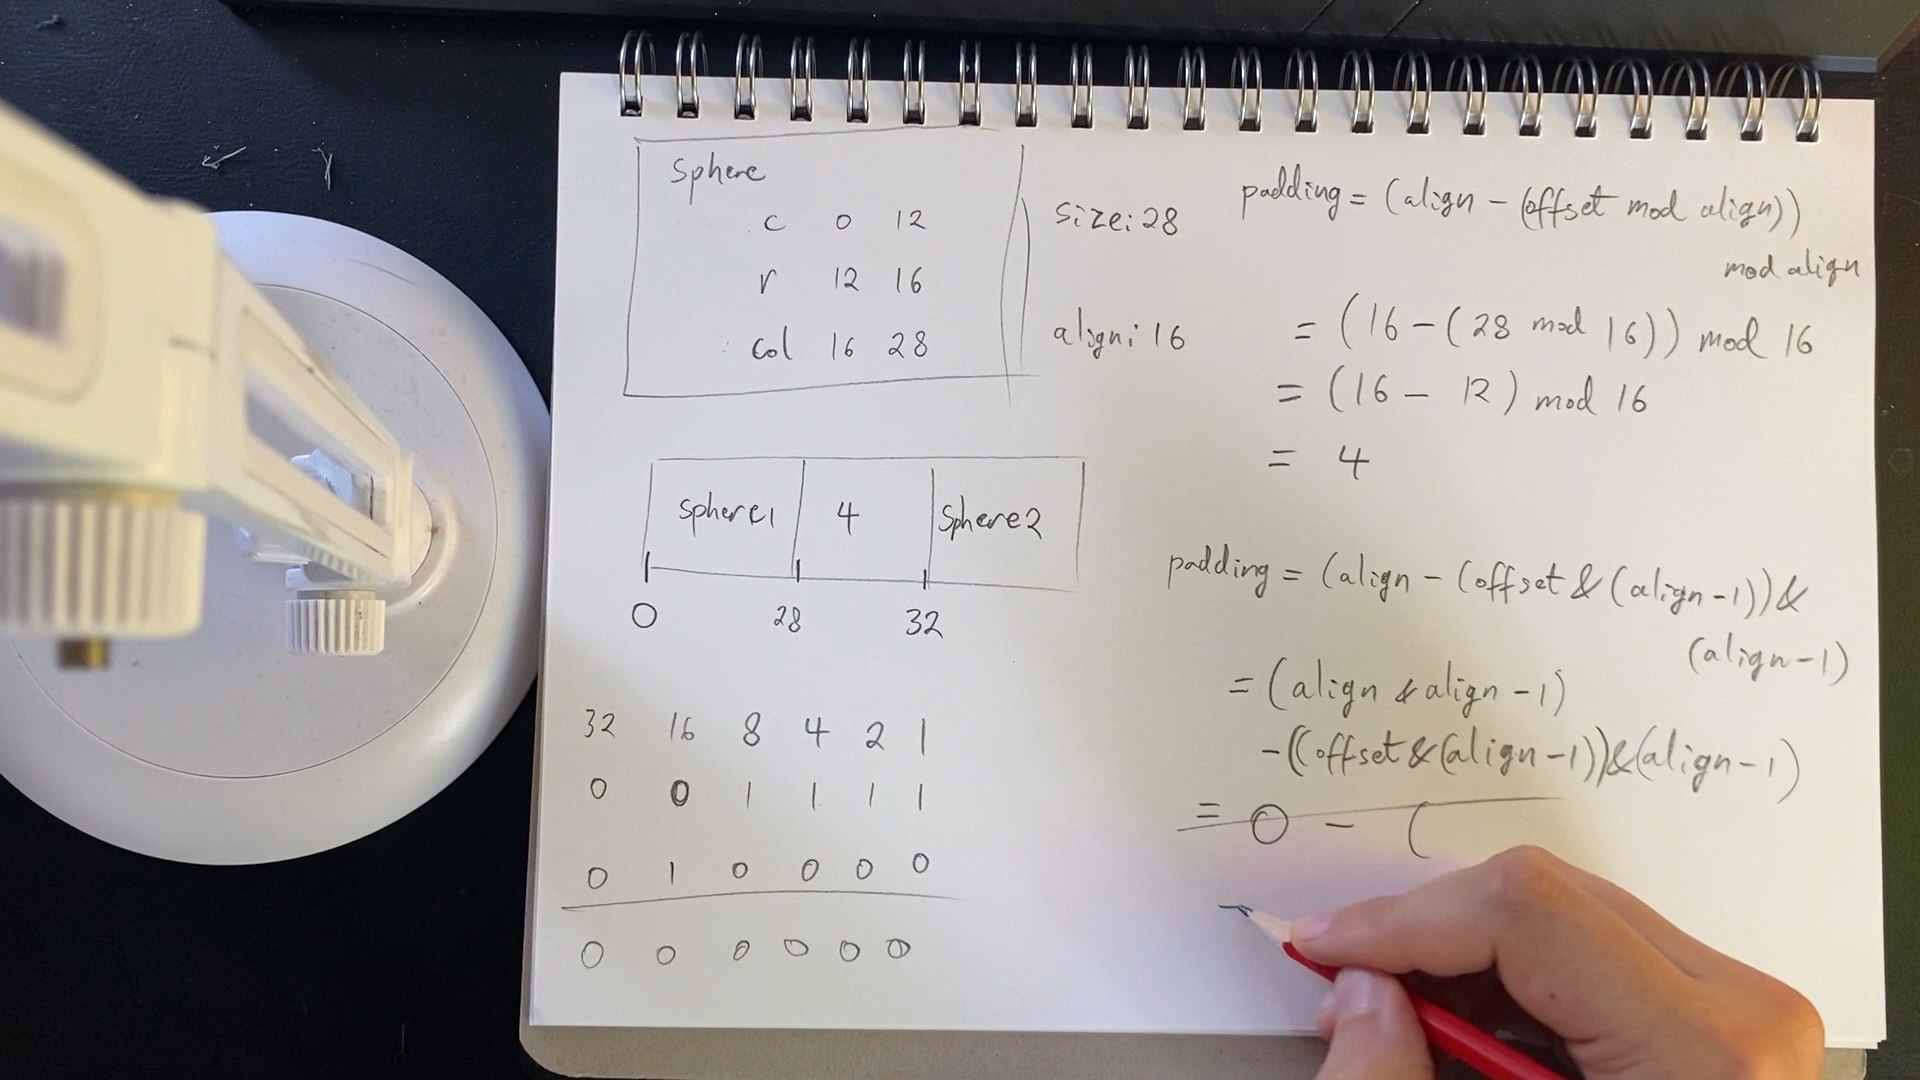 Sphere
c 0 12
r 12 16
col 16 28
size: 28
align: 16
sphere1 4 sphere2
0 28 32
32 16 8 4 2 1
0 0 1 1 1 1
0 1 0 0 0 0
0 0 0 0 0 0
padding = (align - (offset mod align))
mod align
= (16 - (28 mod 16)) mod 16
= (16 - 12) mod 16
= 4
padding = (align - (offset & (align-1))&
(align-1)
= (align & align - 1)
- ((offset&(align-1))&(align-1)
= 0 - (